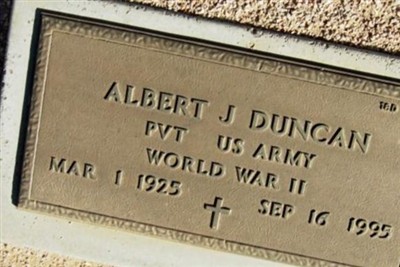 ALBERT J DUNCAN
PVT US ARMY
WORLD WAR II
MAR 1 1925 SEP 16 1995